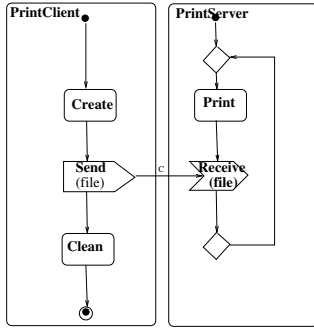 PrintClient
PrintServer
Create
Print
Send
(file)
c
Receive
(file)
Clean